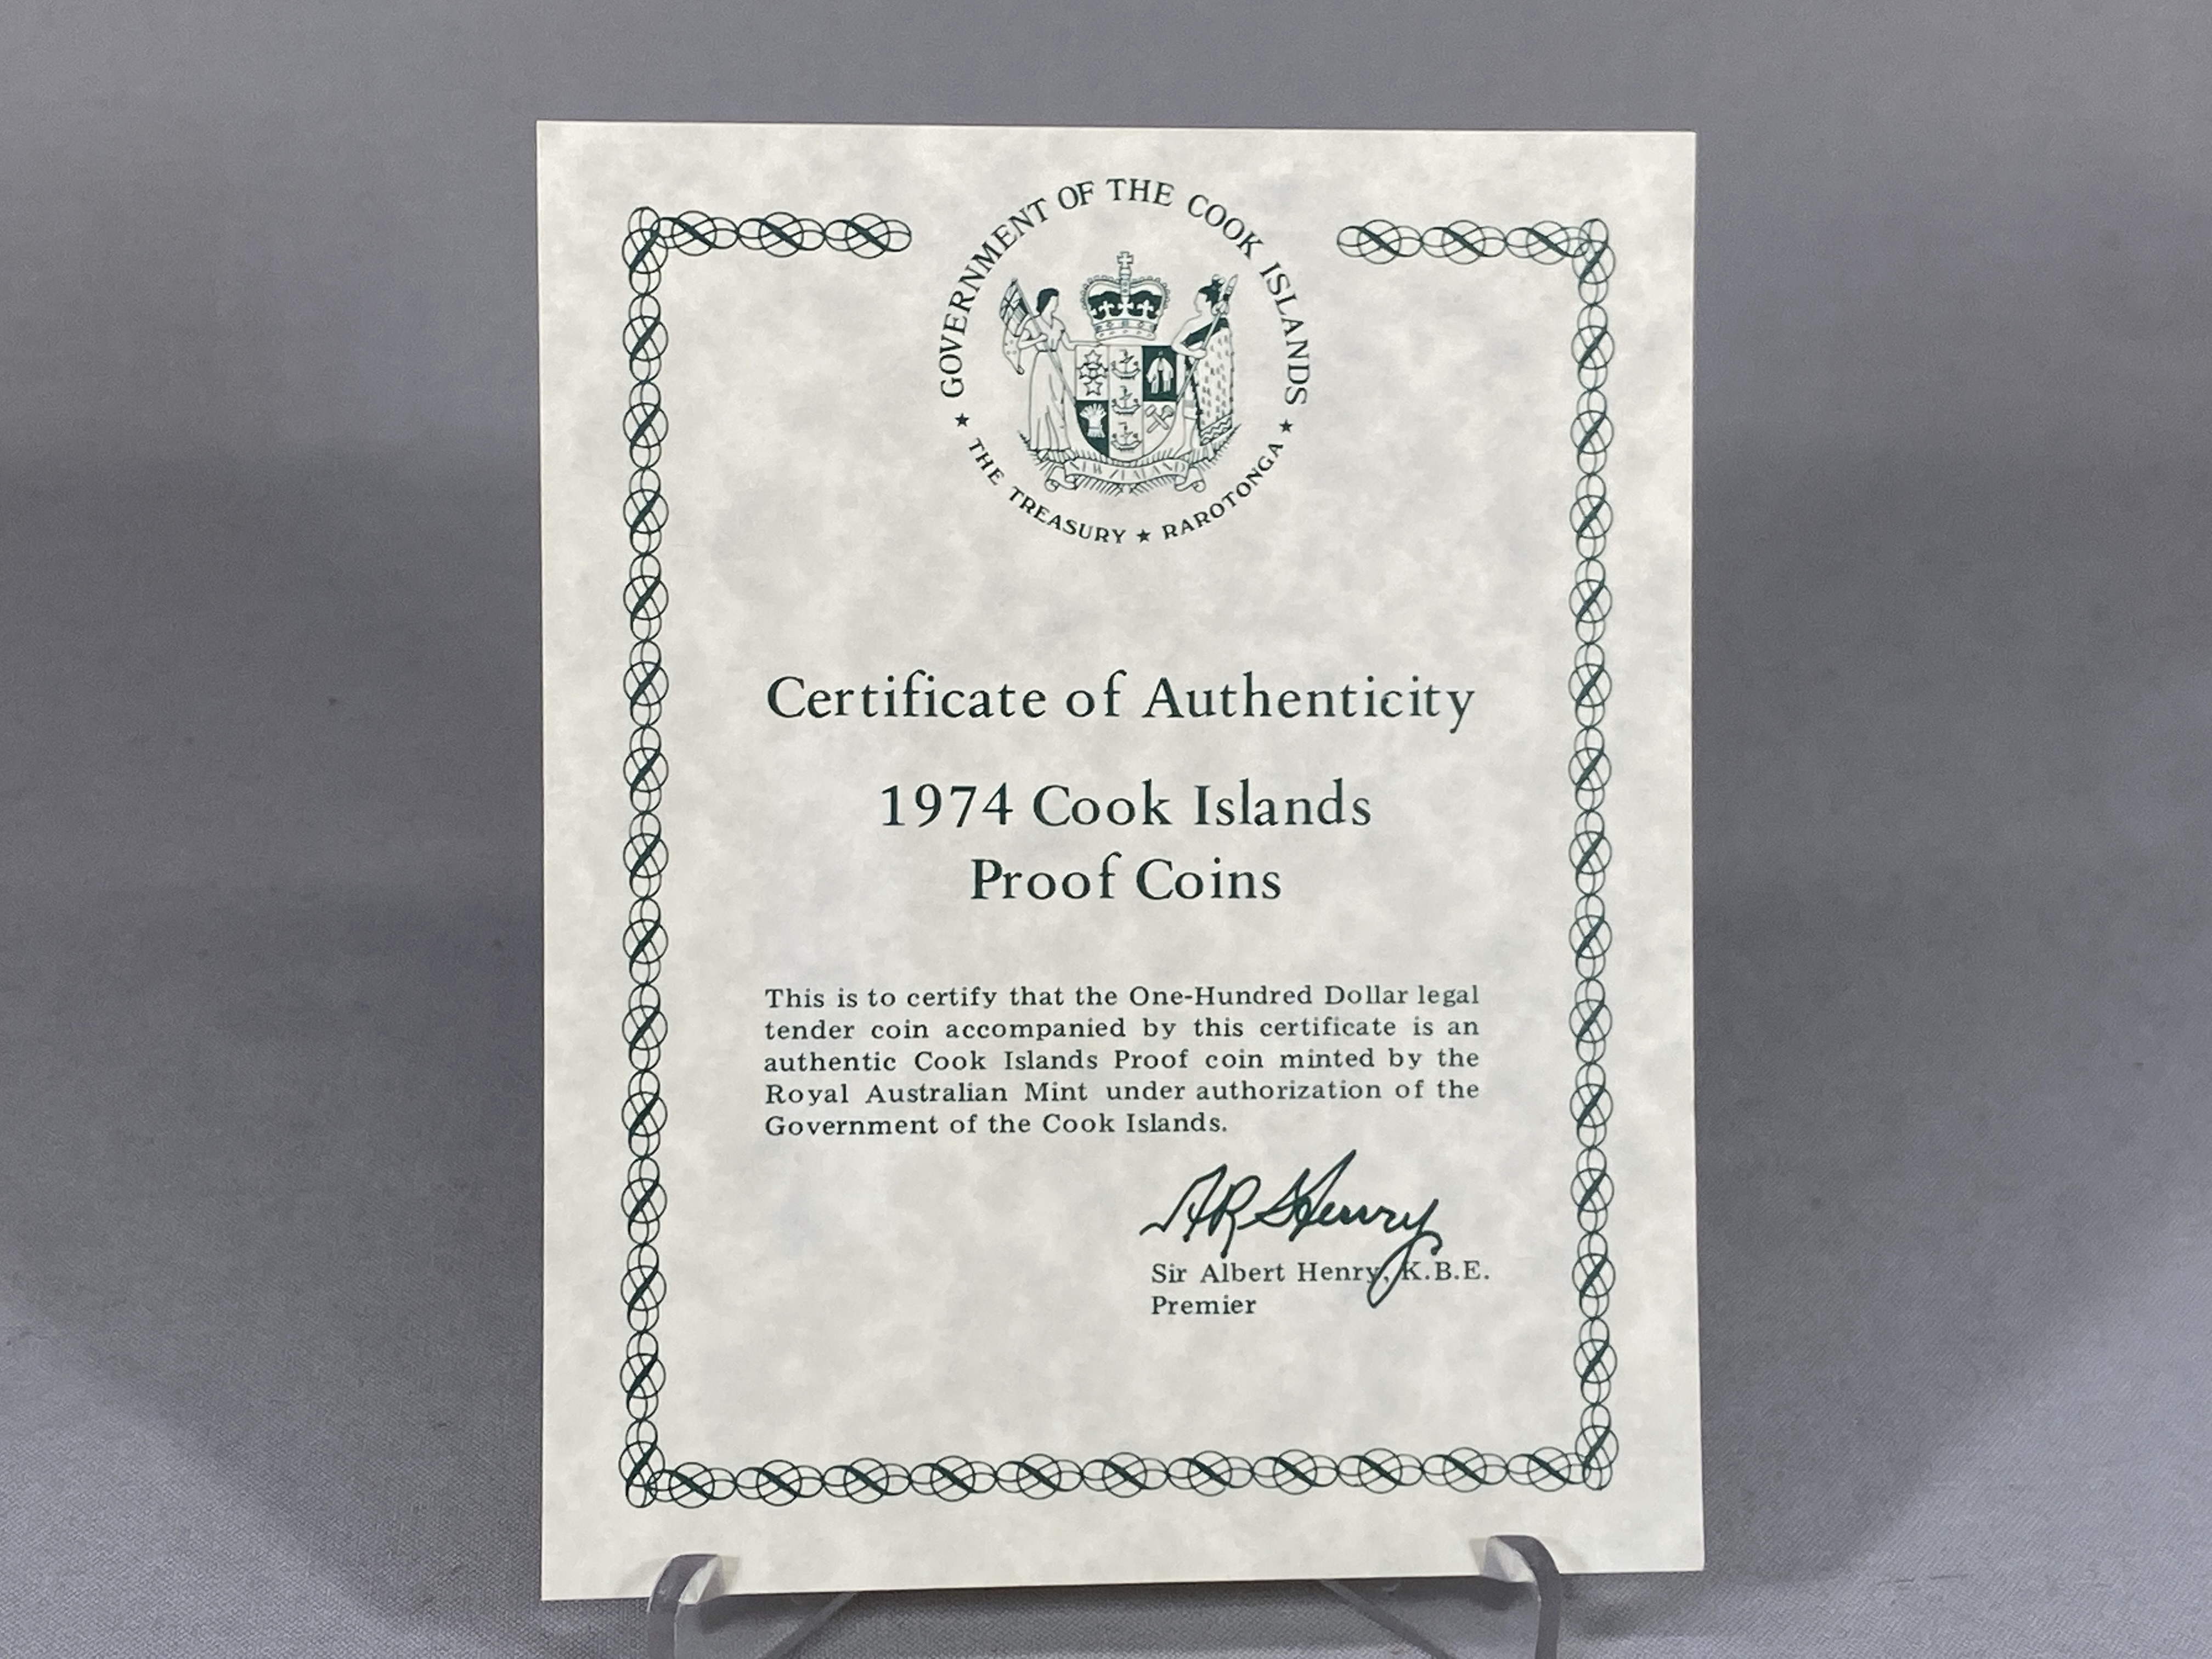 GOVERNMENT OF THE COOK ISLANDS
★ THE TREASURY ★ RAROTONGA ★
NEW ZEALAND
Certificate of Authenticity
1974 Cook Islands
Proof Coins
This is to certify that the One-Hundred Dollar legal
tender coin accompanied by this certificate is an
authentic Cook Islands Proof coin minted by the
Royal Australian Mint under authorization of the
Government of the Cook Islands.
A R Henry
Sir Albert Henry, K.B.E.
Premier